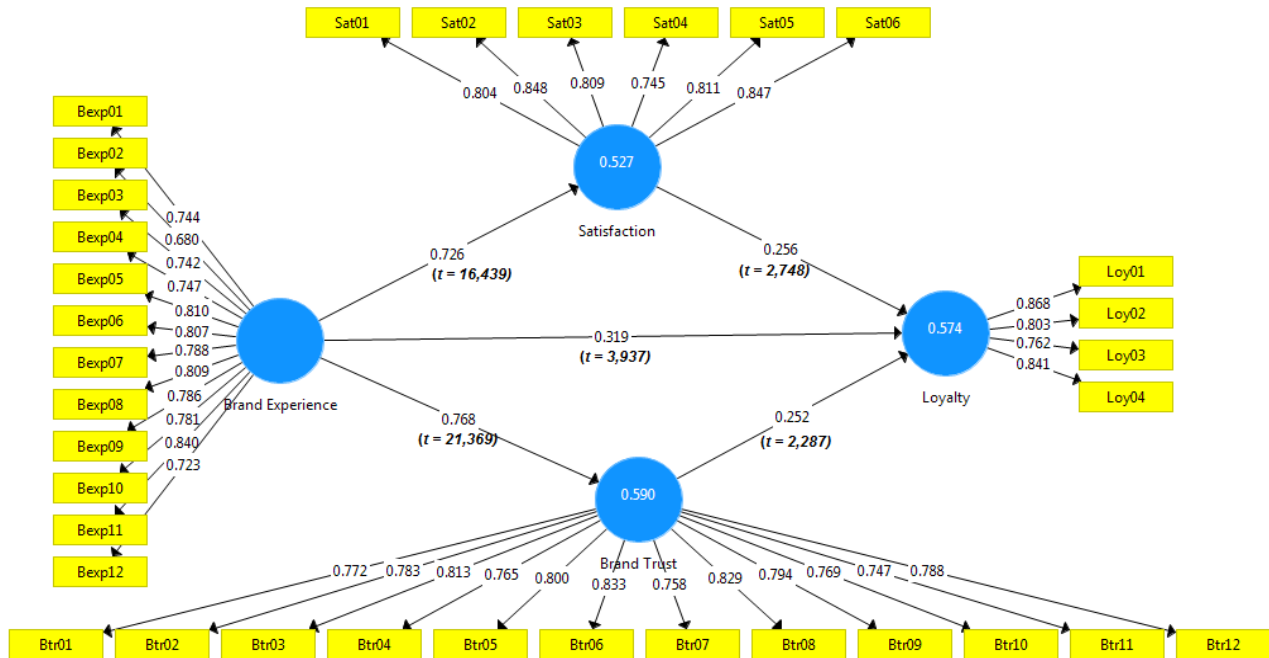 Sat01 Sat02 Sat03 Sat04 Sat05 Sat06
0.804 0.848 0.809 0.745 0.811 0.847
0.527
Satisfaction
Bexp01
Bexp02
Bexp03
Bexp04
Bexp05
Bexp06
Bexp07
Bexp08
Bexp09
Bexp10
Bexp11
Bexp12
0.744
0.680
0.742
0.747
0.810
0.807
0.788
0.809
0.786
0.781
0.840
0.723
Brand Experience
0.726
(t = 16,439)
0.256
(t = 2,748)
0.319
(t = 3,937)
0.768
(t = 21,369)
0.252
(t = 2,287)
0.574
Loyalty
0.868
0.803
0.762
0.841
Loy01
Loy02
Loy03
Loy04
0.590
Brand Trust
0.772 0.783 0.813 0.765 0.800 0.833 0.758 0.829 0.794 0.769 0.747 0.788
Btr01 Btr02 Btr03 Btr04 Btr05 Btr06 Btr07 Btr08 Btr09 Btr10 Btr11 Btr12